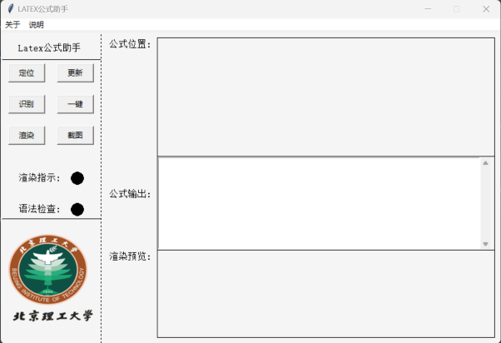 LATEX公式助手
关于 说明
Latex公式助手
定位 更新
识别 一键
渲染 截图
渲染指示：
语法检查：
北京理工大学
BEIJING INSTITUTE OF TECHNOLOGY
北京理工大学
公式位置：
公式输出：
渲染预览：